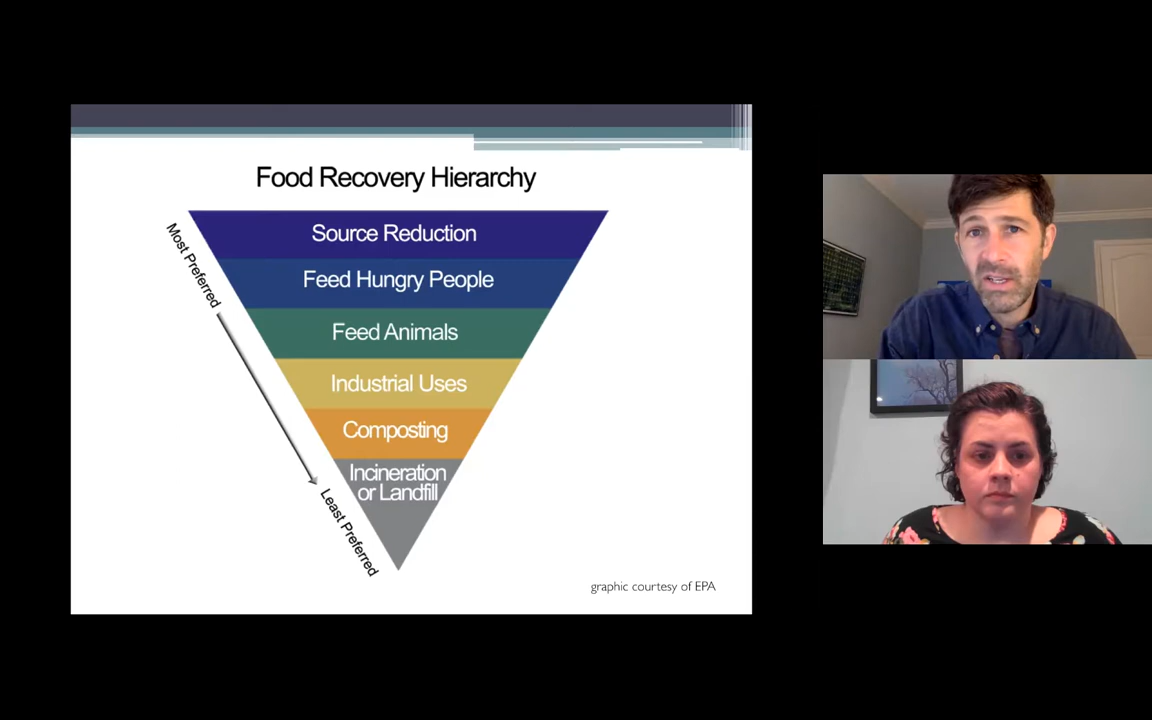 Food Recovery Hierarchy
Most Preferred
Source Reduction
Feed Hungry People
Feed Animals
Industrial Uses
Composting
Incineration
or Landfill
Least Preferred
graphic courtesy of EPA